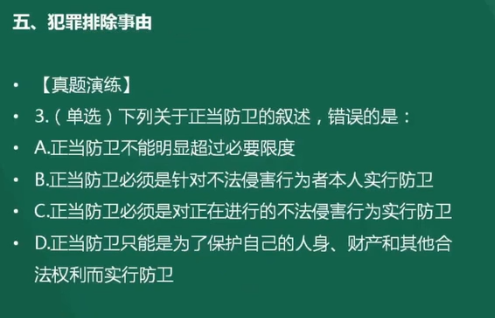 五、犯罪排除事由
• 【真题演练】
• 3.（单选）下列关于正当防卫的叙述，错误的是：
• A.正当防卫不能明显超过必要限度
• B.正当防卫必须是针对不法侵害行为者本人实行防卫
• C.正当防卫必须是对正在进行的不法侵害行为实行防卫
• D.正当防卫只能是为了保护自己的人身、财产和其他合
法权利而实行防卫